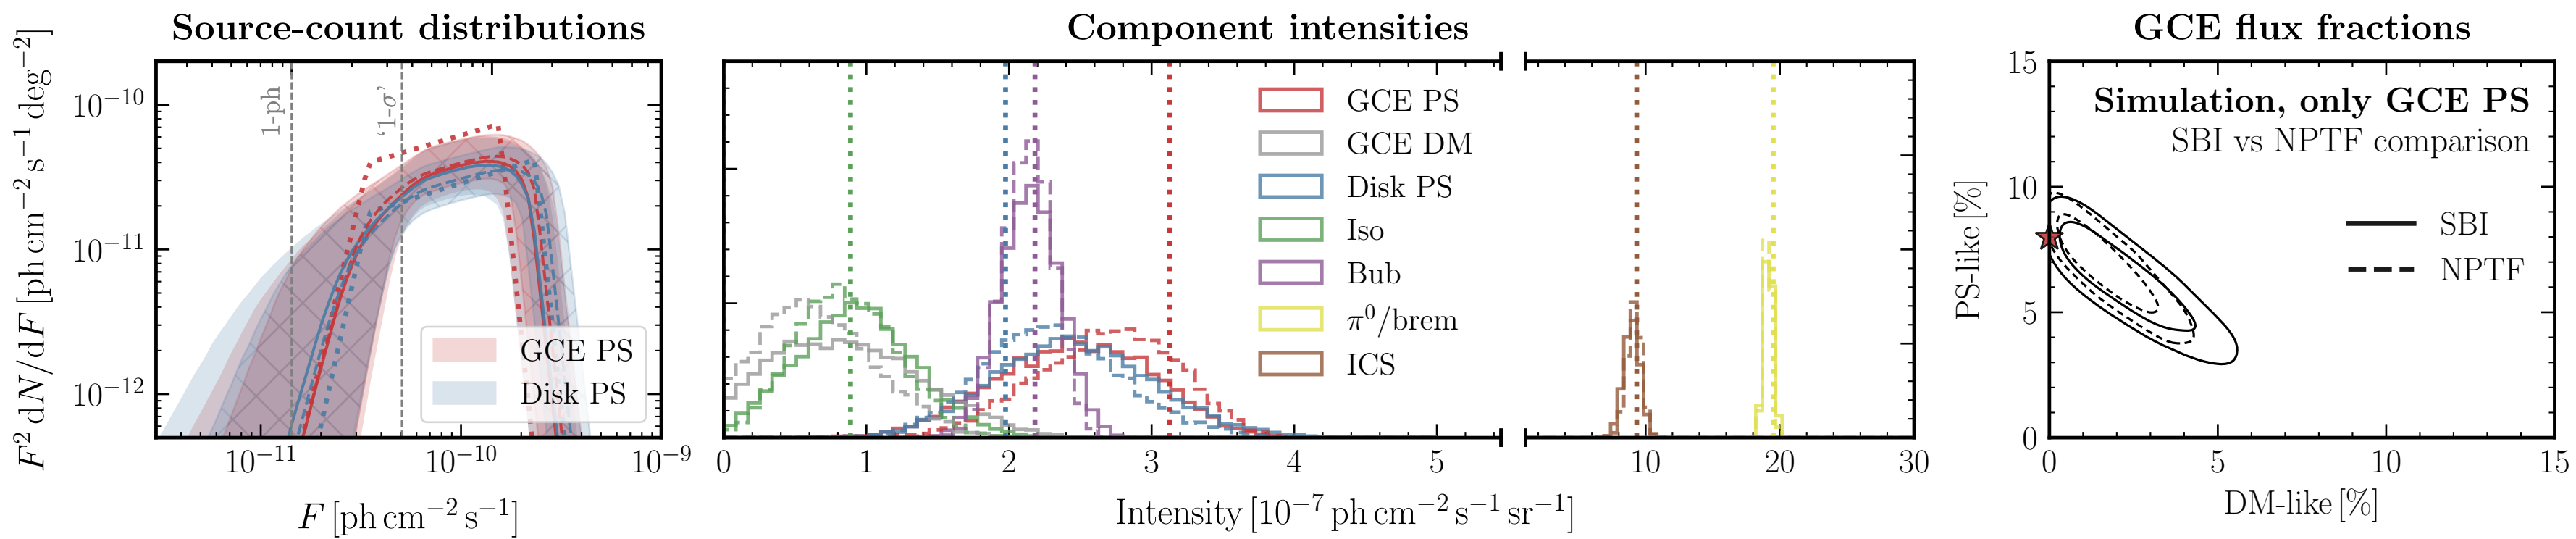 Source-count distributions
F² dN/dF [ph cm⁻² s⁻¹ deg⁻²]
10⁻¹⁰
10⁻¹¹
10⁻¹²
1-ph
‘1-σ’
GCE PS
Disk PS
10⁻¹¹
10⁻¹⁰
10⁻⁹
F [ph cm⁻² s⁻¹]
Component intensities
GCE PS
GCE DM
Disk PS
Iso
Bub
π⁰/brem
ICS
0
1
2
3
4
5
10
20
30
Intensity [10⁻⁷ ph cm⁻² s⁻¹ sr⁻¹]
GCE flux fractions
PS-like [%]
15
10
5
0
Simulation, only GCE PS
SBI vs NPTF comparison
SBI
NPTF
0
5
10
15
DM-like [%]